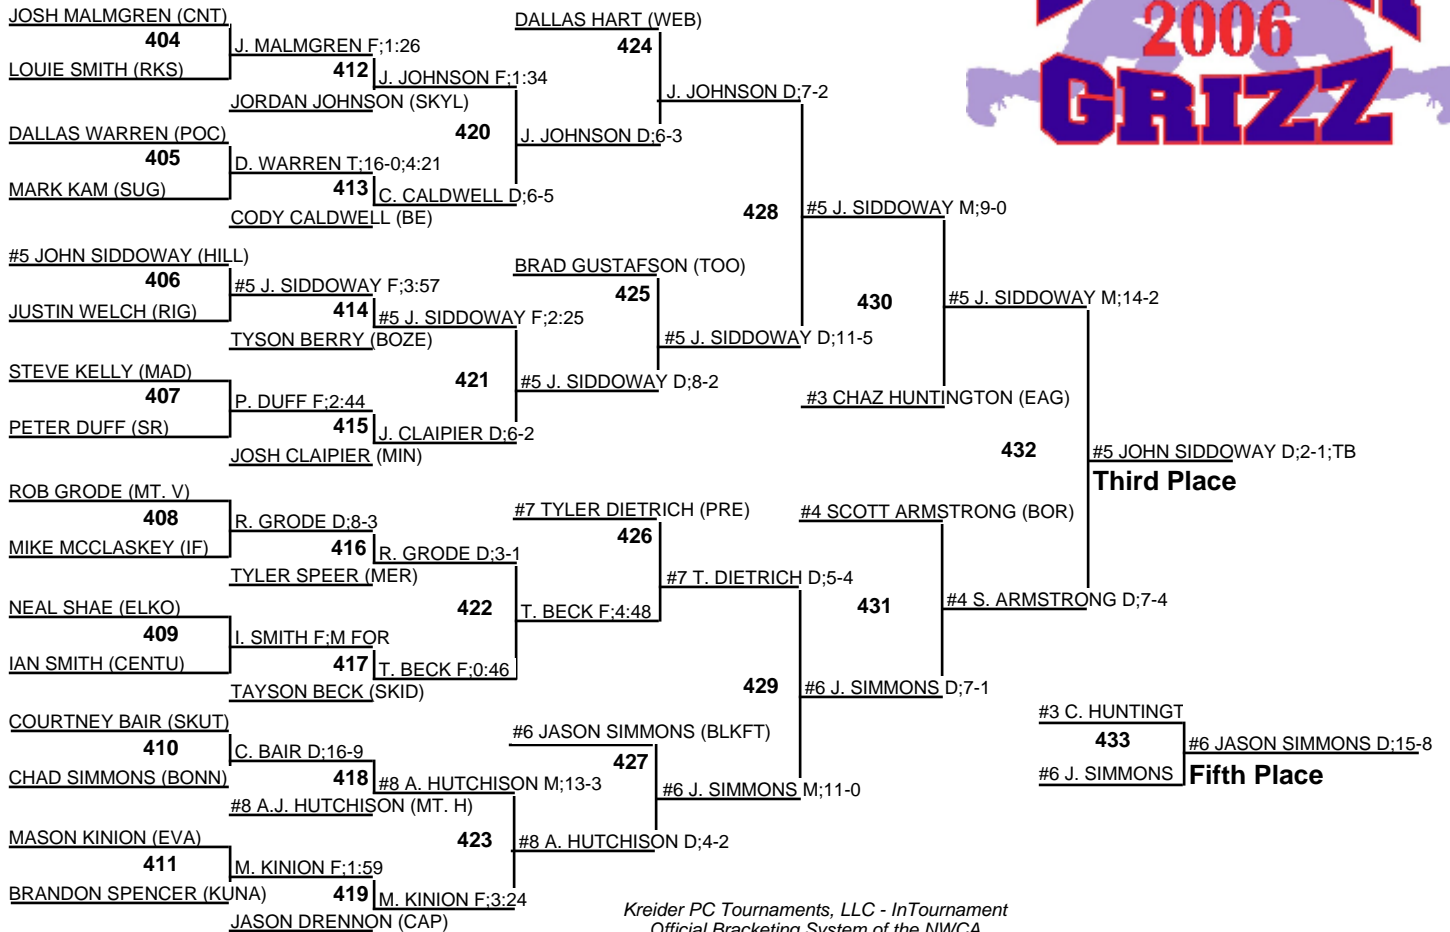 2006
GRIZZ
JOSH MALMGREN (CNT)
404
LOUIE SMITH (RKS)
J. MALMGREN F;1:26
412
JORDAN JOHNSON (SKYL)
J. JOHNSON F;1:34
DALLAS WARREN (POC)
405
MARK KAM (SUG)
D. WARREN T;16-0;4:21
413
CODY CALDWELL (BE)
C. CALDWELL D;6-5
420
J. JOHNSON D;6-3
DALLAS HART (WEB)
424
J. JOHNSON D;7-2
#5 JOHN SIDDOWAY (HILL)
406
JUSTIN WELCH (RIG)
#5 J. SIDDOWAY F;3:57
414
TYSON BERRY (BOZE)
#5 J. SIDDOWAY F;2:25
STEVE KELLY (MAD)
407
PETER DUFF (SR)
P. DUFF F;2:44
415
JOSH CLAIPIER (MIN)
J. CLAIPIER D;6-2
421
#5 J. SIDDOWAY D;8-2
BRAD GUSTAFSON (TOO)
425
#5 J. SIDDOWAY D;11-5
428
#5 J. SIDDOWAY M;9-0
430
#3 CHAZ HUNTINGTON (EAG)
#5 J. SIDDOWAY M;14-2
ROB GRODE (MT. V)
408
MIKE MCCLASKEY (IF)
R. GRODE D;8-3
416
TYLER SPEER (MER)
R. GRODE D;3-1
NEAL SHAE (ELKO)
409
IAN SMITH (CENTU)
I. SMITH F;M FOR
417
TAYSON BECK (SKID)
T. BECK F;0:46
422
T. BECK F;4:48
#7 TYLER DIETRICH (PRE)
426
#7 T. DIETRICH D;5-4
COURTNEY BAIR (SKUT)
410
CHAD SIMMONS (BONN)
C. BAIR D;16-9
418
#8 A.J. HUTCHISON (MT. H)
#8 A. HUTCHISON M;13-3
MASON KINION (EVA)
411
BRANDON SPENCER (KUNA)
M. KINION F;1:59
419
JASON DRENNON (CAP)
M. KINION F;3:24
423
#8 A. HUTCHISON D;4-2
#6 JASON SIMMONS (BLKFT)
427
#6 J. SIMMONS M;11-0
429
#6 J. SIMMONS D;7-1
#4 SCOTT ARMSTRONG (BOR)
431
#4 S. ARMSTRONG D;7-4
432
#5 JOHN SIDDOWAY D;2-1;TB
Third Place
#3 C. HUNTINGT
433
#6 J. SIMMONS
#6 JASON SIMMONS D;15-8
Fifth Place
Kreider PC Tournaments, LLC - InTournament
Official Bracketing System of the NWCA